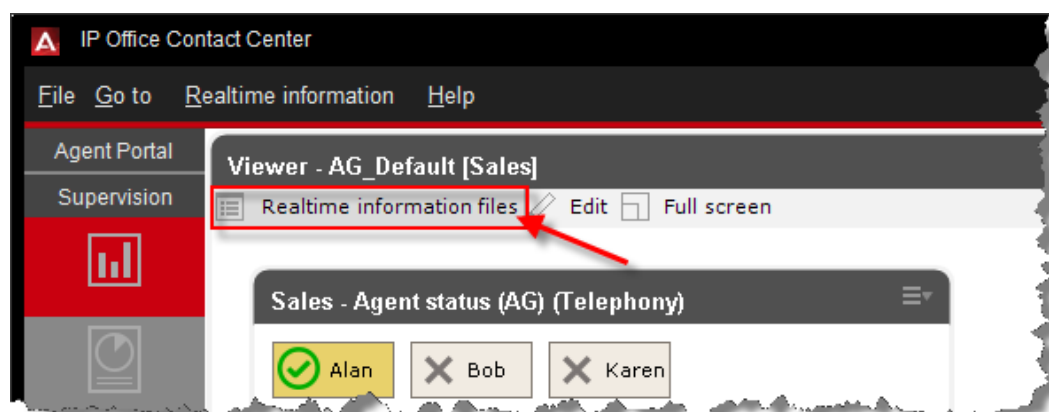 IP Office Contact Center
File Go to Realtime information Help
Agent Portal
Supervision
Viewer - AG_Default [Sales]
Realtime information files Edit Full screen
Sales - Agent status (AG) (Telephony)
Alan Bob Karen